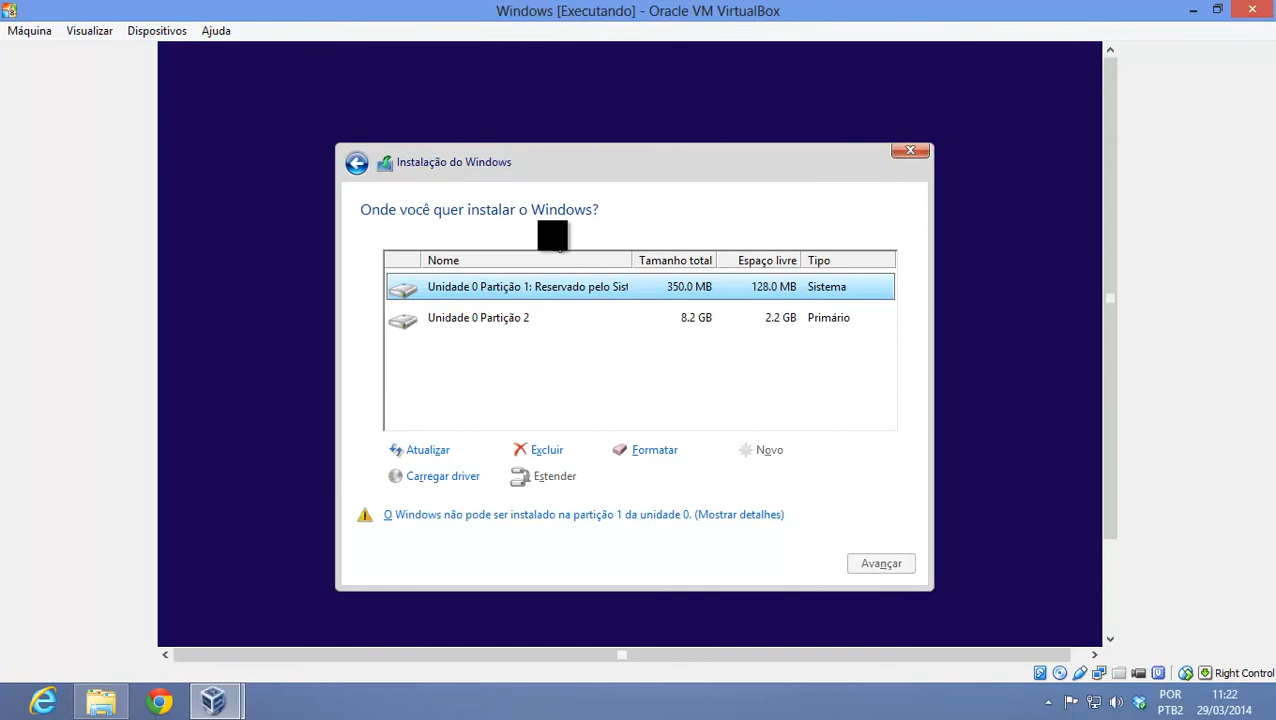 Windows [Executando] - Oracle VM VirtualBox
Máquina Visualizar Dispositivos Ajuda
Instalação do Windows
Onde você quer instalar o Windows?
Nome Tamanho total Espaço livre Tipo
Unidade 0 Partição 1: Reservado pelo Sist 350.0 MB 128.0 MB Sistema
Unidade 0 Partição 2 8.2 GB 2.2 GB Primário
Atualizar Excluir Formatar Novo
Carregar driver Estender
O Windows não pode ser instalado na partição 1 da unidade 0. (Mostrar detalhes)
Avançar
Right Control
POR 11:22
PTB2 29/03/2014